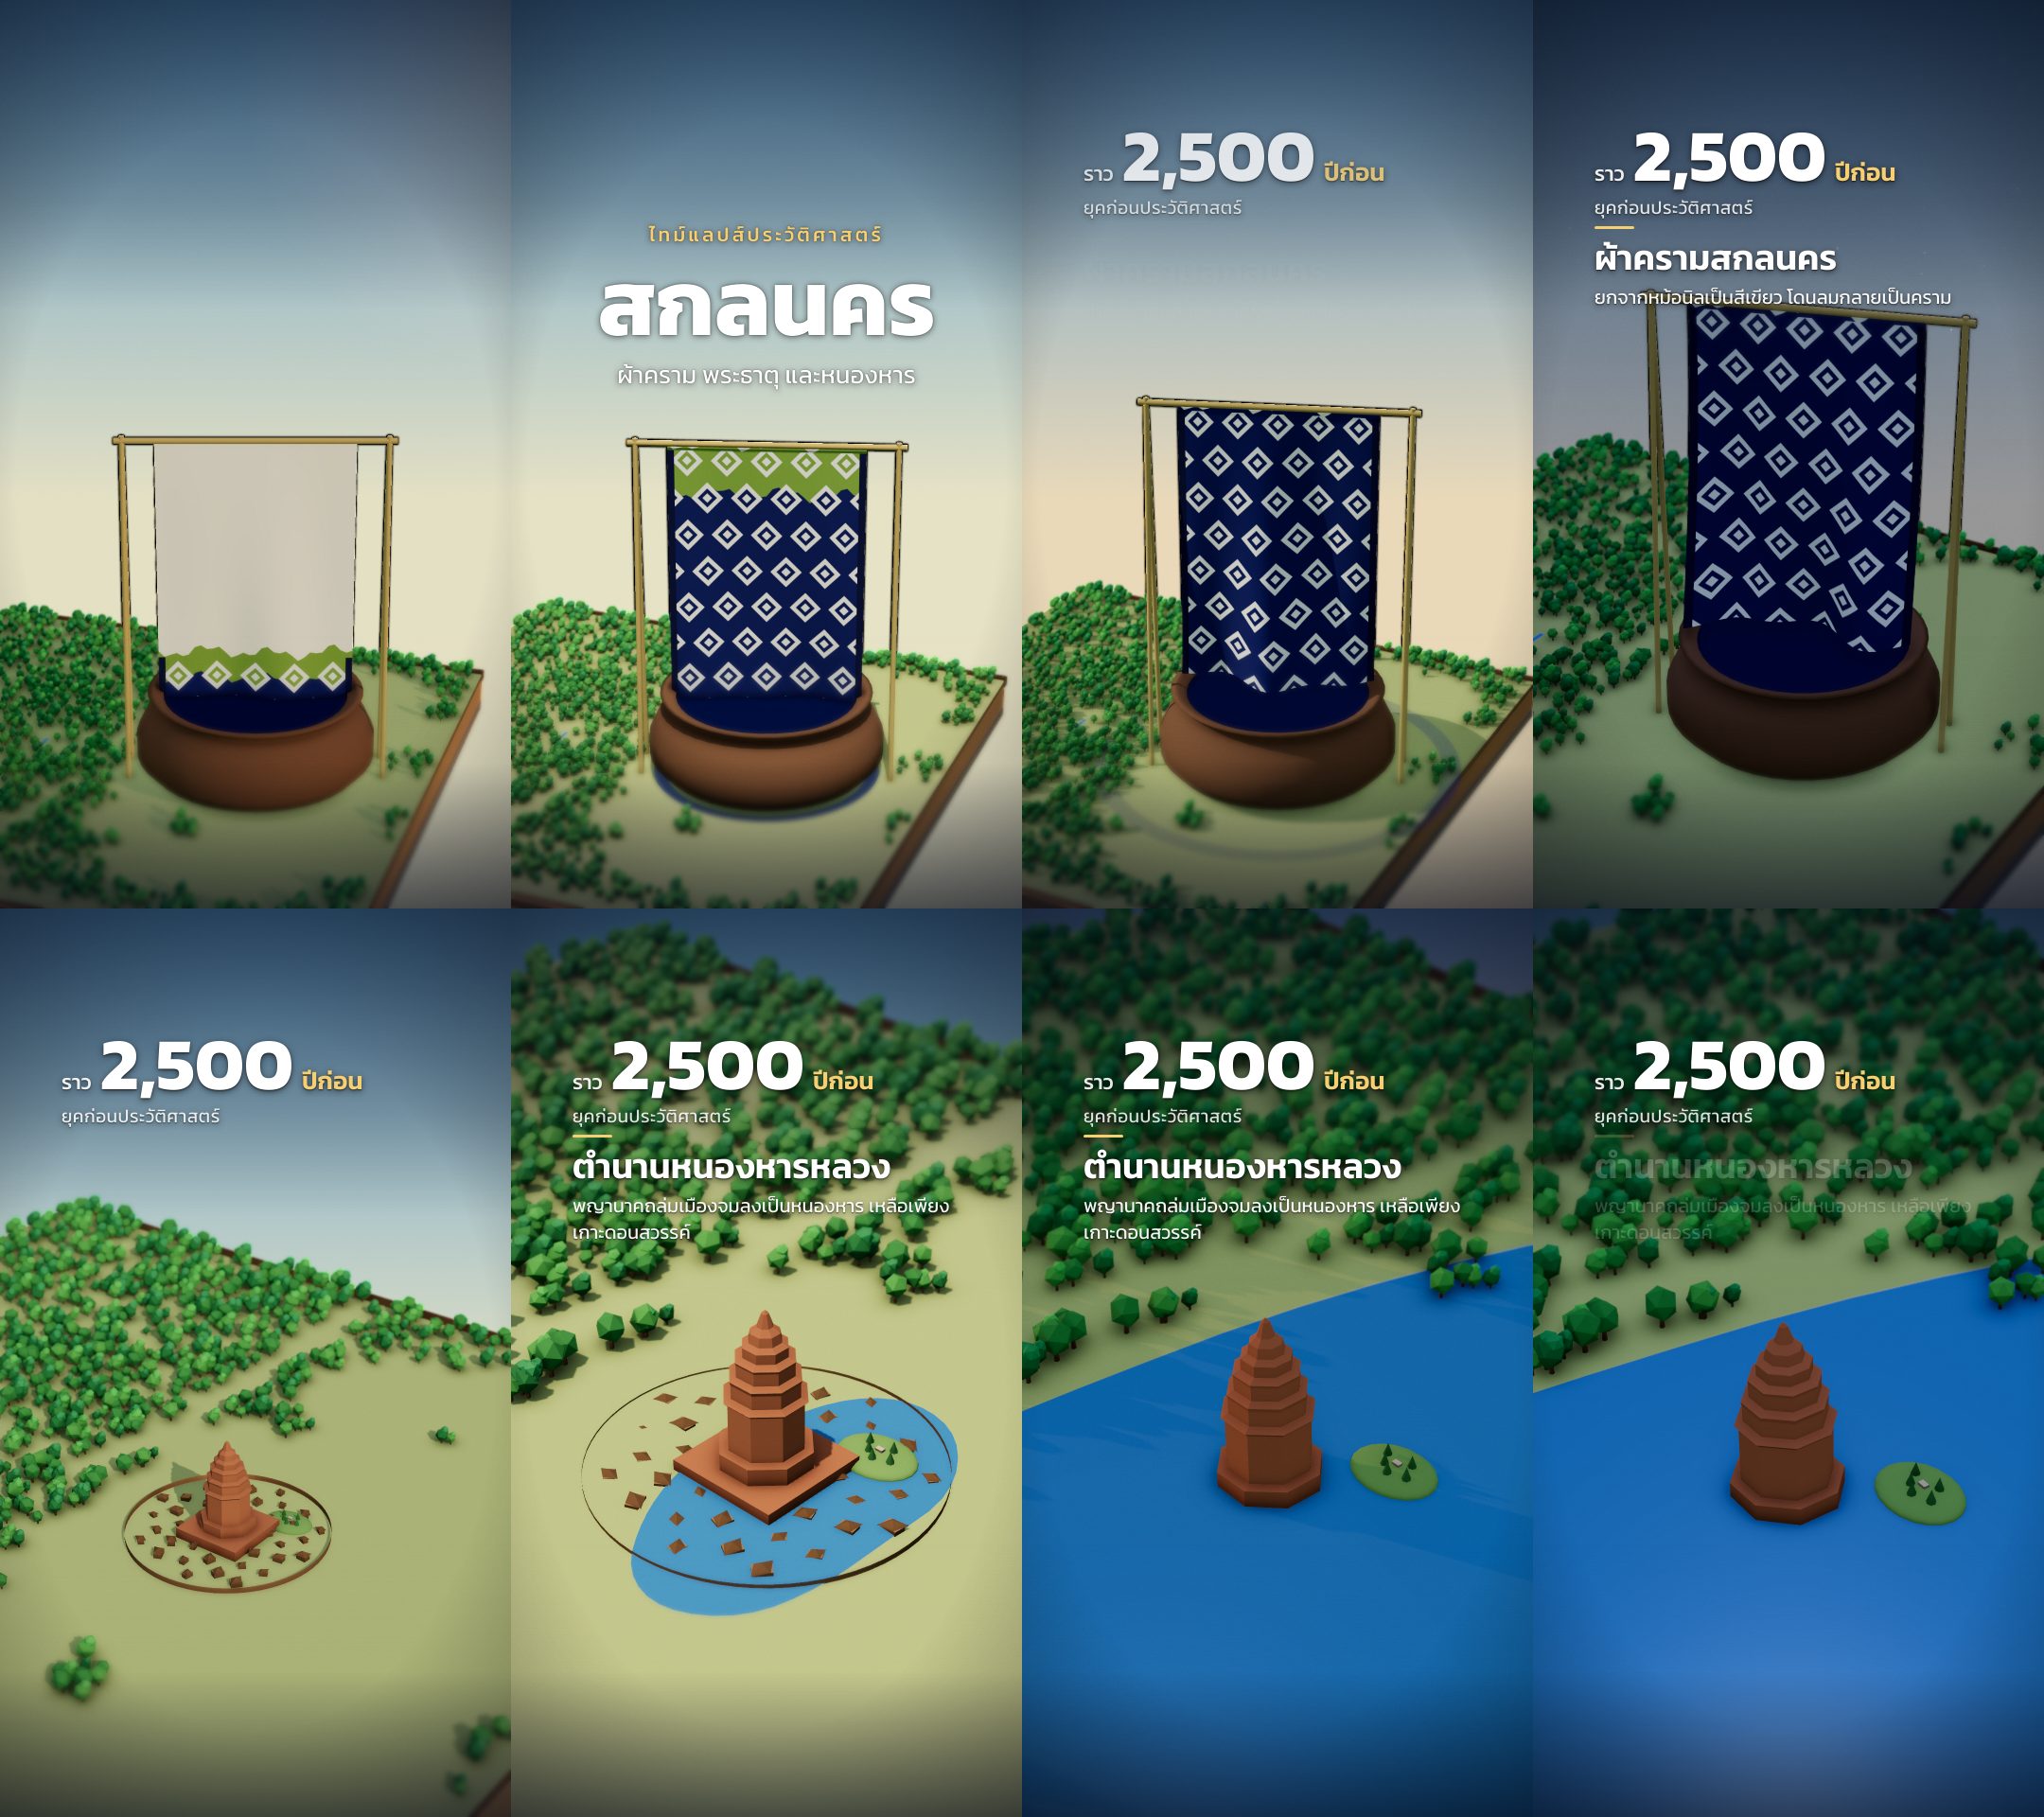 ไทม์แลปส์ประวัติศาสตร์
สกลนคร
ผ้าคราม พระธาตุ และหนองหาร
ราว 2,500 ปีก่อน
ยุคก่อนประวัติศาสตร์
ราว 2,500 ปีก่อน
ยุคก่อนประวัติศาสตร์
ผ้าครามสกลนคร
ยกจากหม้อนิลเป็นสีเขียว โดนลมกลายเป็นคราม
ราว 2,500 ปีก่อน
ยุคก่อนประวัติศาสตร์
ราว 2,500 ปีก่อน
ยุคก่อนประวัติศาสตร์
ตำนานหนองหารหลวง
พญานาคถล่มเมืองจมลงเป็นหนองหาร เหลือเพียง
เกาะดอนสวรรค์
ราว 2,500 ปีก่อน
ยุคก่อนประวัติศาสตร์
ตำนานหนองหารหลวง
พญานาคถล่มเมืองจมลงเป็นหนองหาร เหลือเพียง
เกาะดอนสวรรค์
ราว 2,500 ปีก่อน
ยุคก่อนประวัติศาสตร์
ตำนานหนองหารหลวง
พญานาคถล่มเมืองจมลงเป็นหนองหาร เหลือเพียง
เกาะดอนสวรรค์